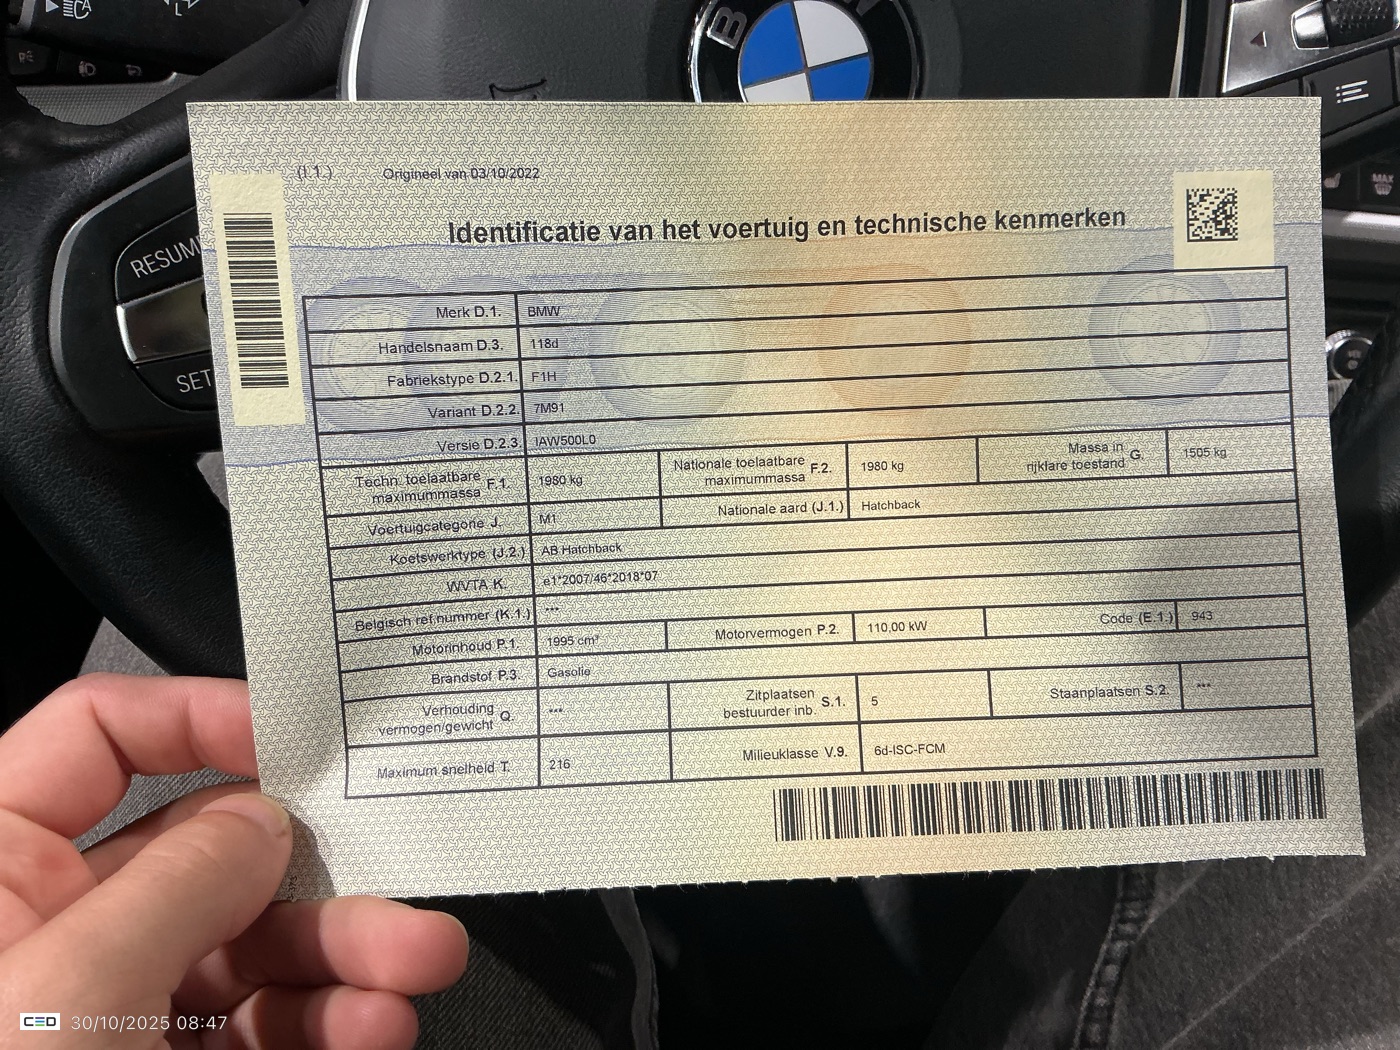 BMW
RESUM
SET
MAX
(I.1.) Origineel van 03/10/2022
Identificatie van het voertuig en technische kenmerken
Merk D.1. BMW
Handelsnaam D.3. 118d
Fabriekstype D.2.1. F1H
Variant D.2.2. 7M91
Versie D.2.3. IAW500L0
Techn. toelaatbare maximummassa F.1. 1980 kg Nationale toelaatbare maximummassa F.2. 1980 kg Massa in rijklare toestand G. 1505 kg
Voertuigcategorie J. M1 Nationale aard (J.1.) Hatchback
Koetswerktype (J.2.) AB Hatchback
WVTA K. e1*2007/46*2018*07
Belgisch ref.nummer (K.1.) ***
Motorinhoud P.1. 1995 cm³ Motorvermogen P.2. 110,00 kW Code (E.1.) 943
Brandstof P.3. Gasolie
Verhouding vermogen/gewicht Q. *** Zitplaatsen bestuurder inb. S.1. 5 Staanplaatsen S.2. ***
Maximum snelheid T. 216 Milieuklasse V.9. 6d-ISC-FCM
CED 30/10/2025 08:47